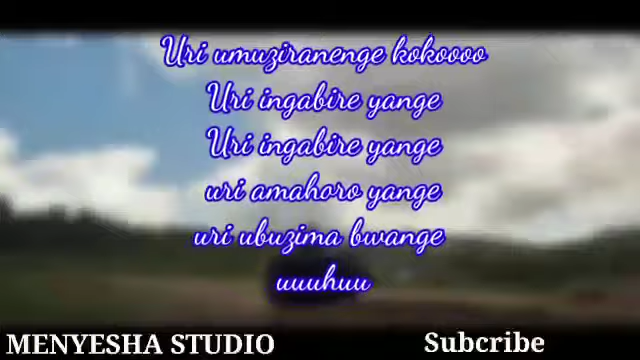 Uri umuziranenge kokoooo
Uri ingabire yange
Uri ingabire yange
uri amahoro yange
uri ubuzima bwange
uuuhuu
MENYESHA STUDIO
Subcribe